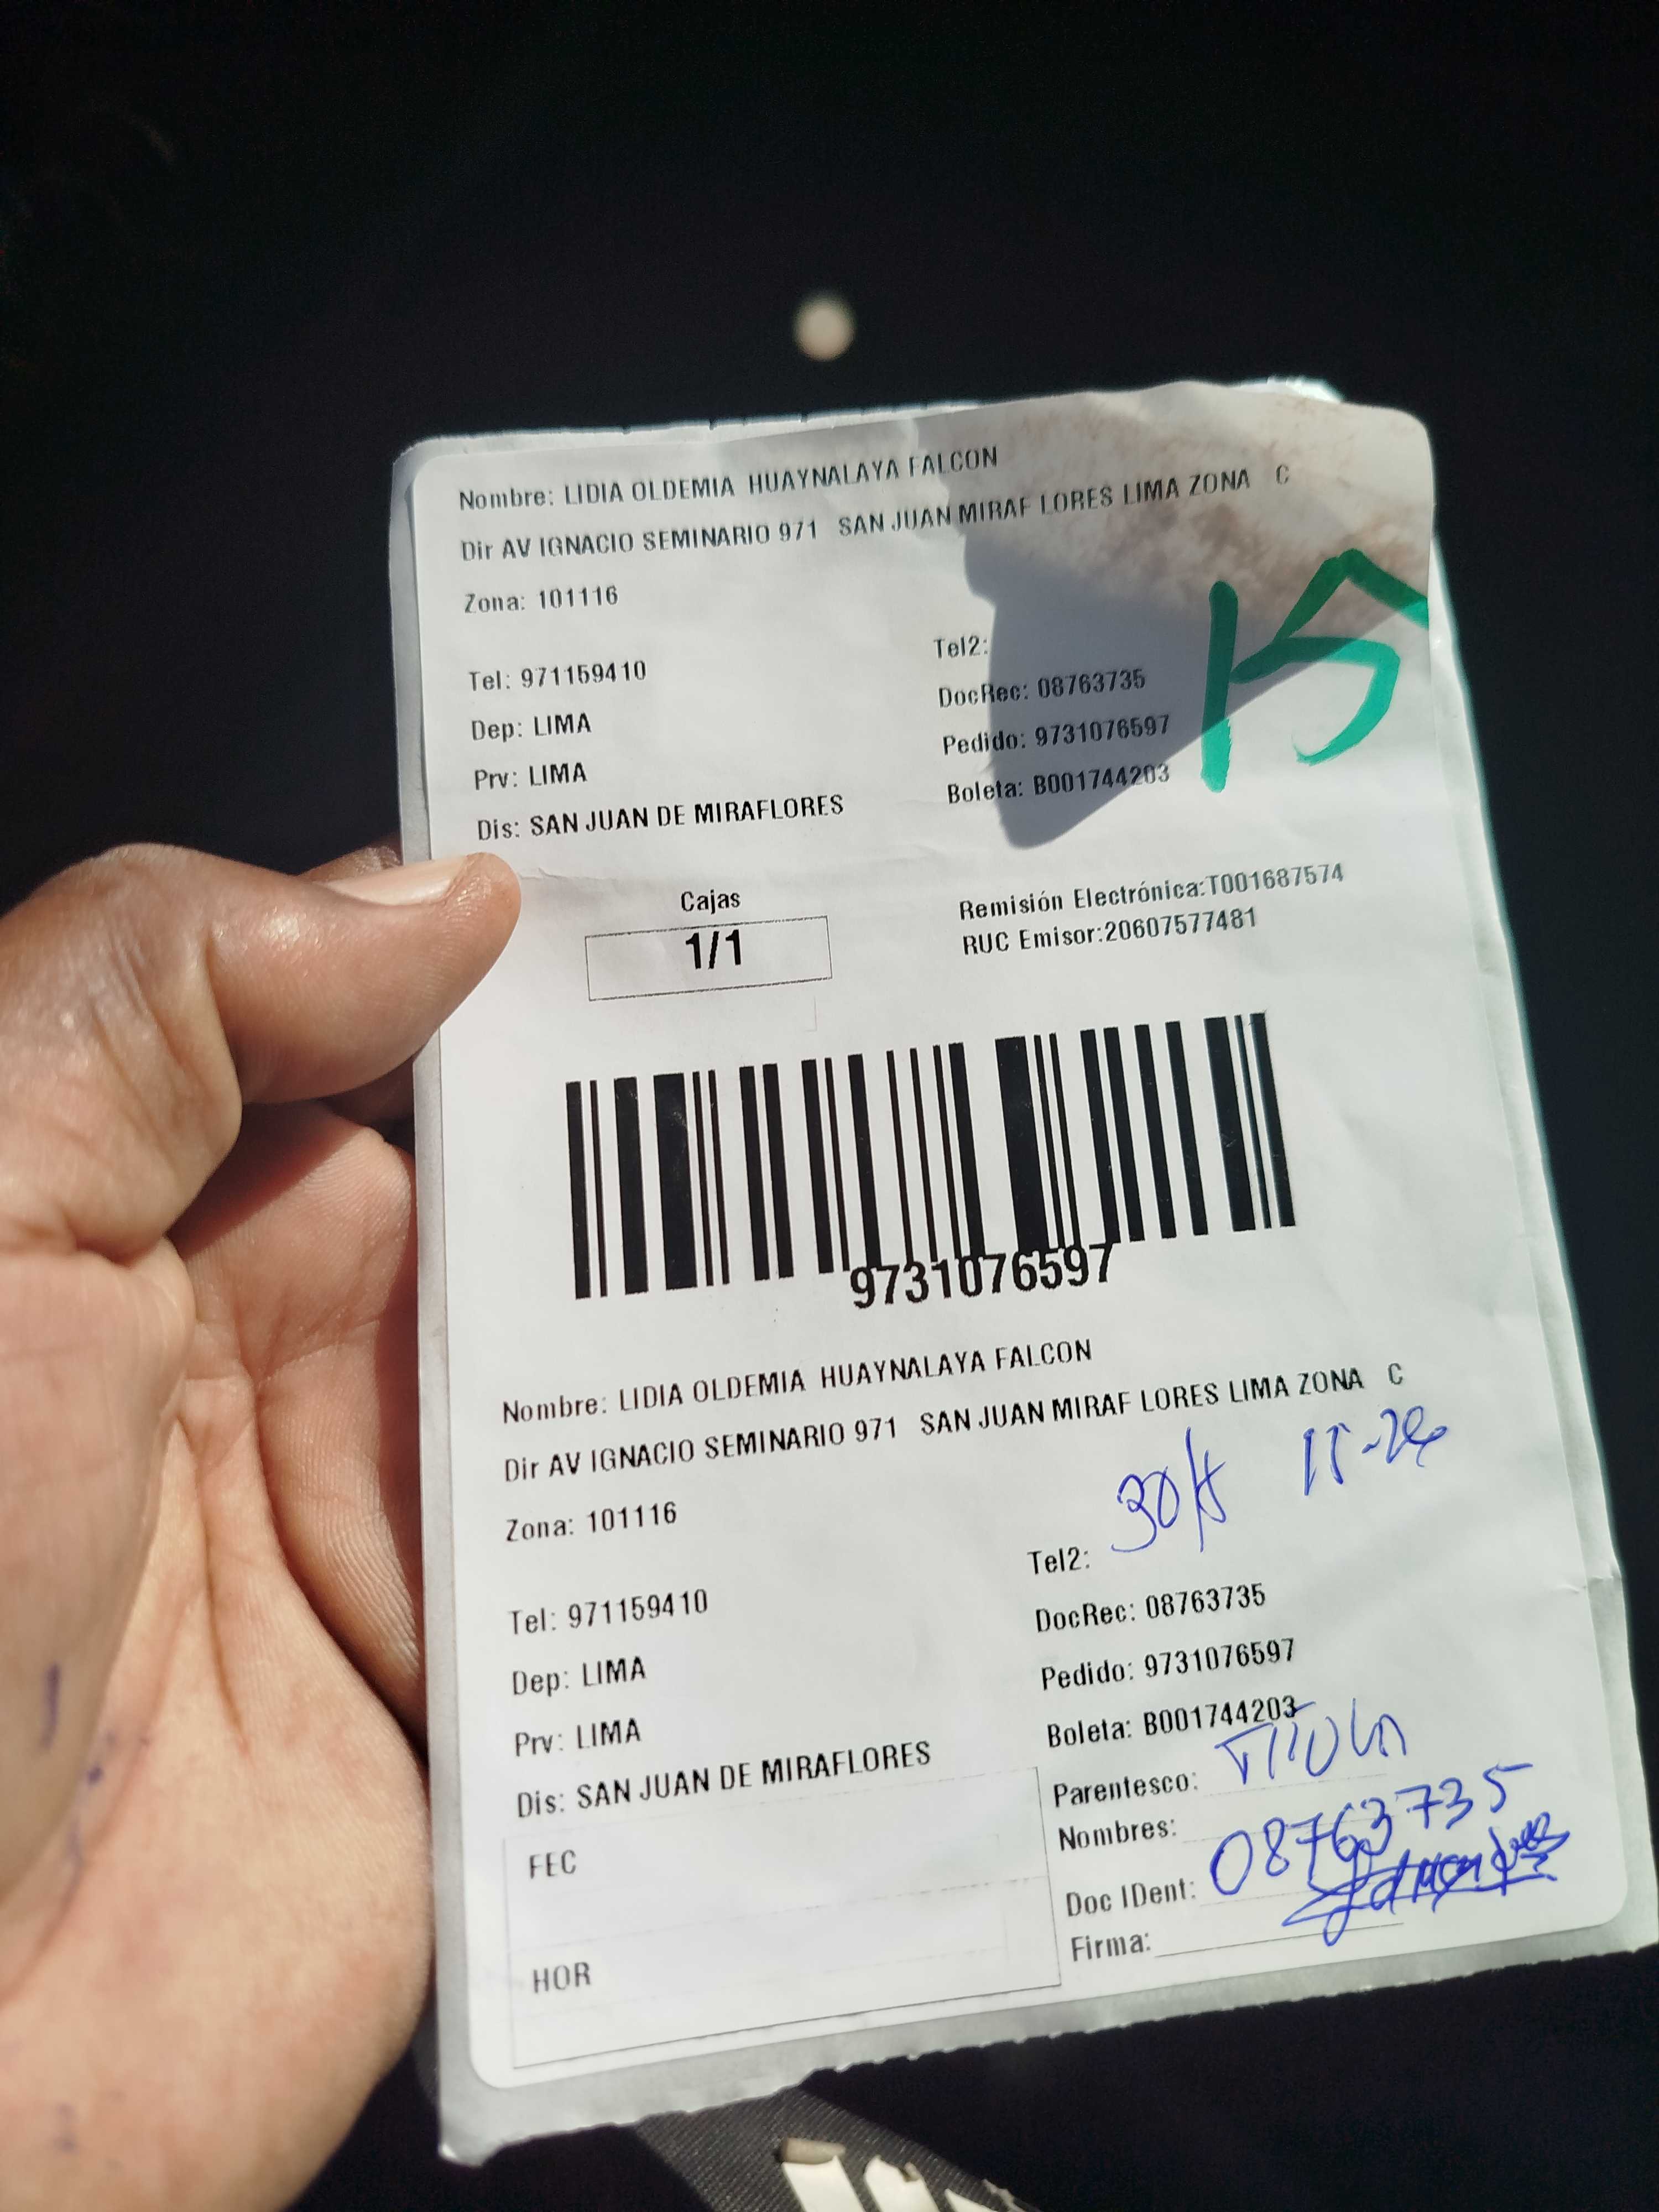 Nombre: LIDIA OLDEMIA HUAYNALAYA FALCON
Dir AV IGNACIO SEMINARIO 971 SAN JUAN MIRAF LORES LIMA ZONA C
Zona: 101116
Tel2:
Tel: 971159410
DocRec: 08763735
Dep: LIMA
Pedido: 9731076597
Prv: LIMA
Boleta: B001744203
Dis: SAN JUAN DE MIRAFLORES
15
Cajas
1/1
Remisión Electrónica:T001687574
RUC Emisor:20607577481
9731076597
Nombre: LIDIA OLDEMIA HUAYNALAYA FALCON
Dir AV IGNACIO SEMINARIO 971 SAN JUAN MIRAF LORES LIMA ZONA C
Zona: 101116
Tel2:
Tel: 971159410
DocRec: 08763735
Dep: LIMA
Pedido: 9731076597
Prv: LIMA
Boleta: B001744203
Dis: SAN JUAN DE MIRAFLORES
Parentesco:
Nombres:
FEC
Doc IDent: 08763735
Firma:
HOR